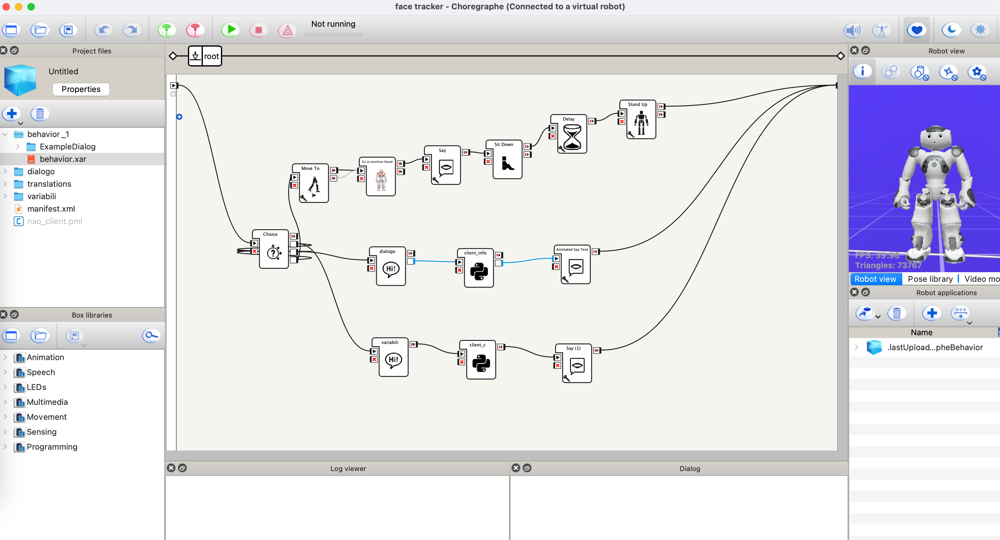 face tracker - Choregraphe (Connected to a virtual robot)
Not running
Project files
Untitled
Properties
behavior_1
ExampleDialog
behavior.xar
dialogo
translations
variabili
manifest.xml
nao_client.pml
Box libraries
Animation
Speech
LEDs
Multimedia
Movement
Sensing
Programming
root
Stand Up
Delay
Sit Down
Say
Go to position Stand
Move To
Choice
?
dialogo
Hi!
client_info
Animated Say Text
variabili
Hi!
client_c
Say (1)
Log viewer
Dialog
Robot view
FPS: 39.96
Triangles: 73767
Robot view
Pose library
Video mo
Robot applications
Name
.lastUpload...pheBehavior